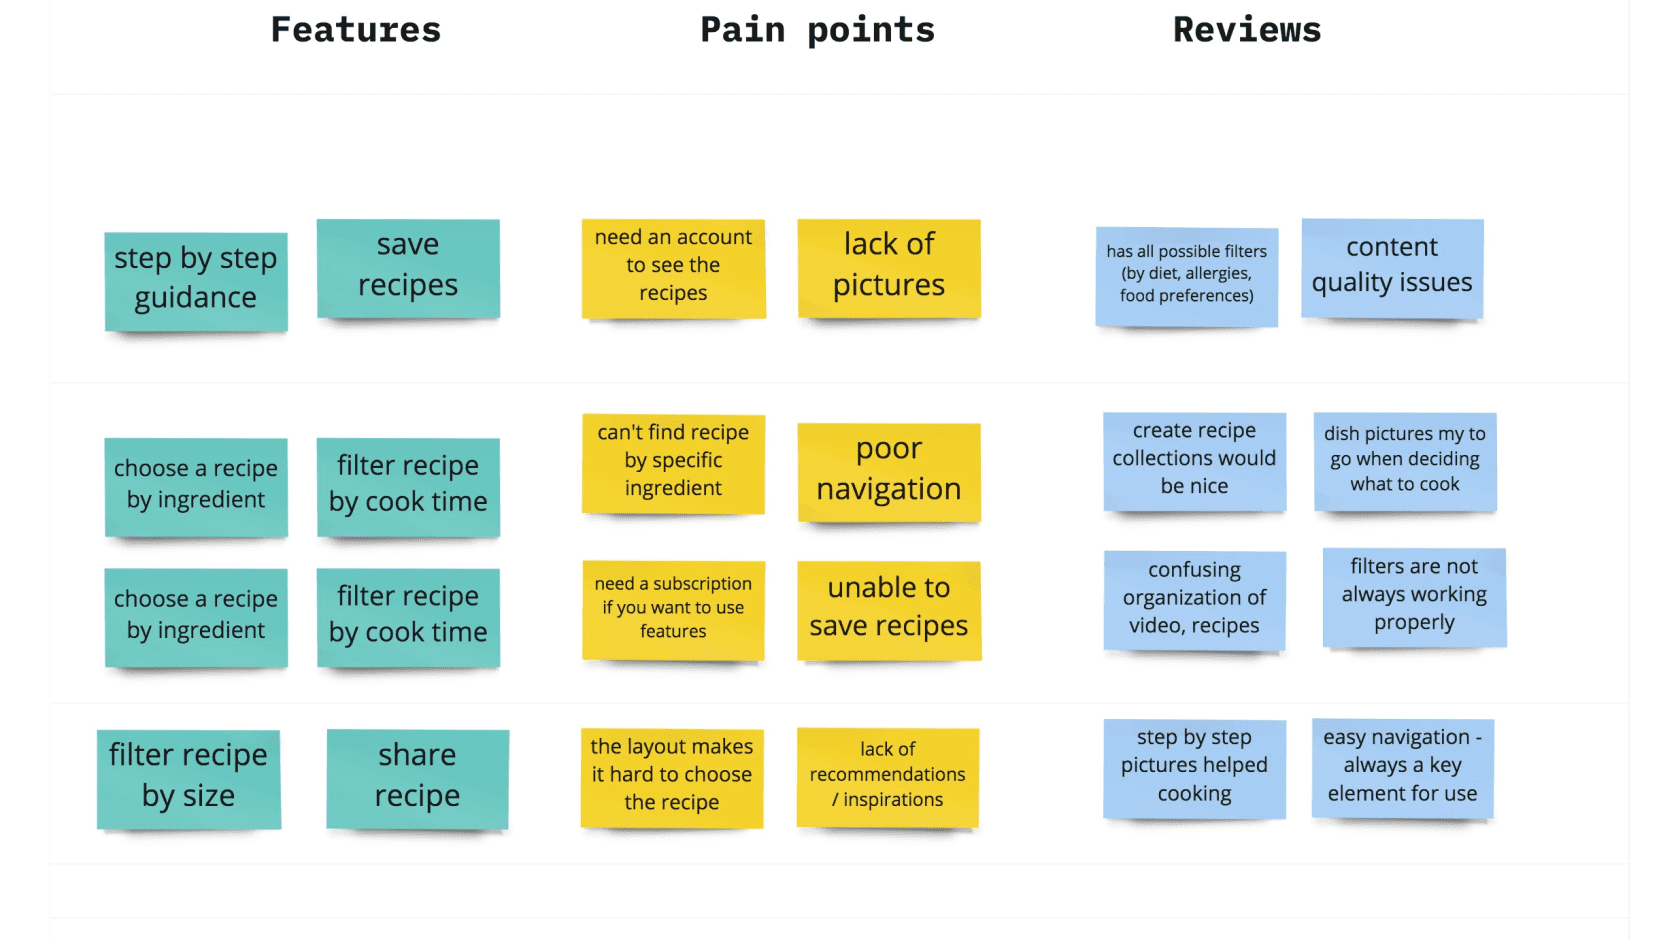 Features
Pain points
Reviews
step by step
guidance
save
recipes
need an account
to see the
recipes
lack of
pictures
has all possible filters
(by diet, allergies,
food preferences)
content
quality issues
choose a recipe
by ingredient
filter recipe
by cook time
can't find recipe
by specific
ingredient
poor
navigation
create recipe
collections would
be nice
dish pictures my to
go when deciding
what to cook
choose a recipe
by ingredient
filter recipe
by cook time
need a subscription
if you want to use
features
unable to
save recipes
confusing
organization of
video, recipes
filters are not
always working
properly
filter recipe
by size
share
recipe
the layout makes
it hard to choose
the recipe
lack of
recommendations
/ inspirations
step by step
pictures helped
cooking
easy navigation -
always a key
element for use